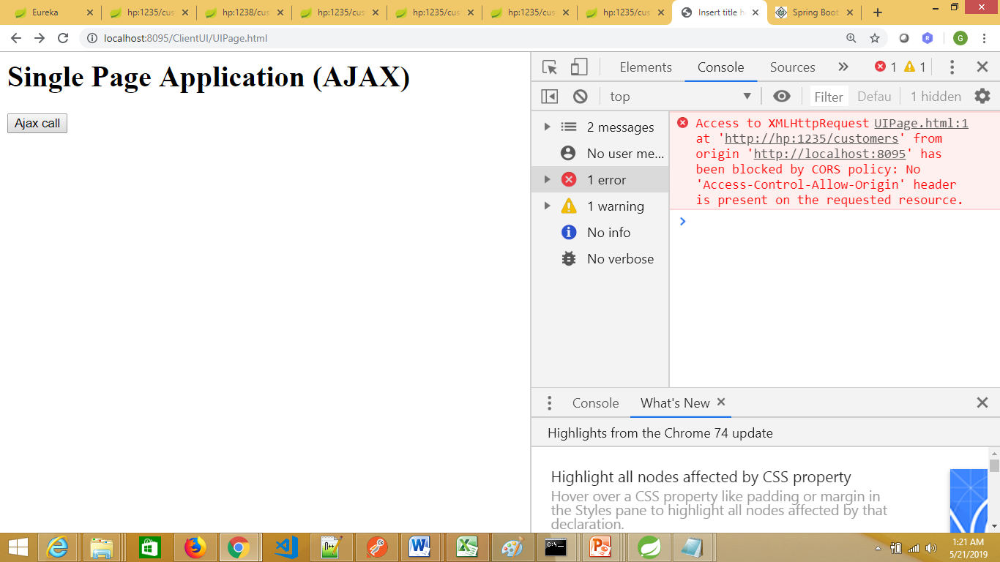 Eureka
hp:1235/cus
hp:1238/cus
hp:1235/cus
hp:1235/cus
hp:1235/cus
hp:1235/cus
Insert title h
Spring Boot
localhost:8095/ClientUI/UIPage.html
G
Single Page Application (AJAX)
Ajax call
Elements
Console
Sources
1
1
top
Filter
Defau
1 hidden
2 messages
No user me...
1 error
1 warning
No info
No verbose
Access to XMLHttpRequest UIPage.html:1
at 'http://hp:1235/customers' from
origin 'http://localhost:8095' has
been blocked by CORS policy: No
'Access-Control-Allow-Origin' header
is present on the requested resource.
Console
What's New
Highlights from the Chrome 74 update
Highlight all nodes affected by CSS property
Hover over a CSS property like padding or margin in
the Styles pane to highlight all nodes affected by that
declaration.
1:21 AM
5/21/2019